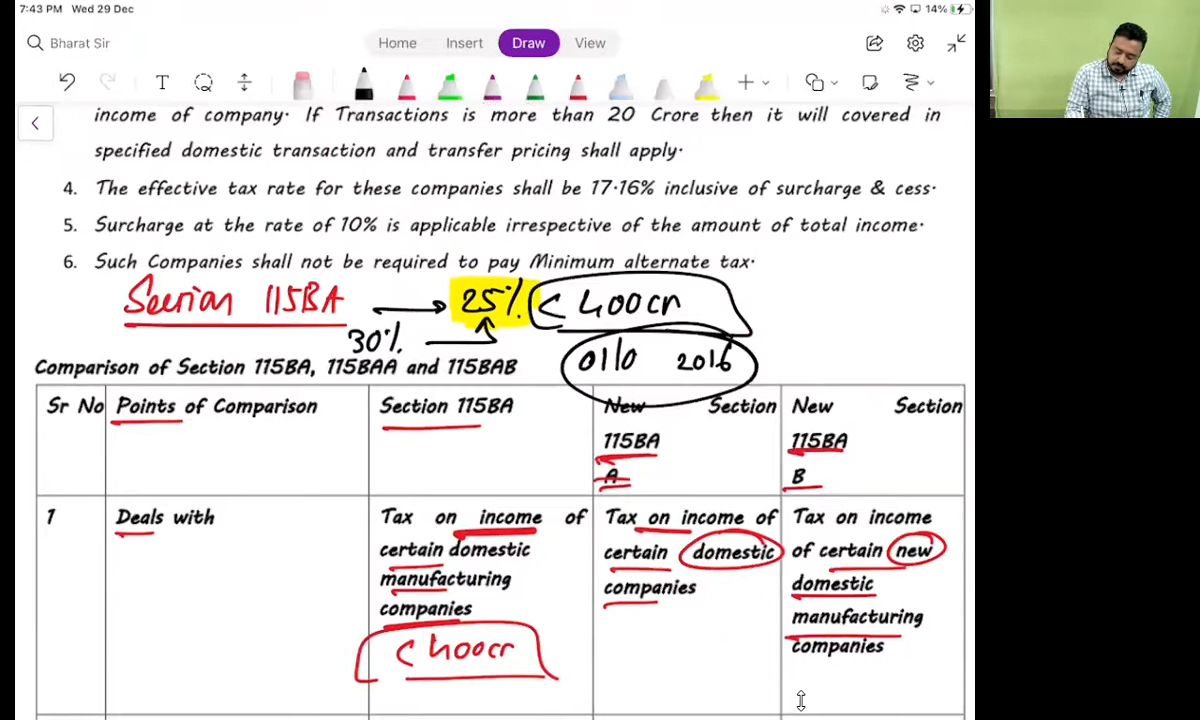 7:43 PM Wed 29 Dec
14%
Bharat Sir
Home Insert Draw View
T
income of company. If Transactions is more than 20 Crore then it will covered in
specified domestic transaction and transfer pricing shall apply.
4. The effective tax rate for these companies shall be 17.16% inclusive of surcharge & cess.
5. Surcharge at the rate of 10% is applicable irrespective of the amount of total income.
6. Such Companies shall not be required to pay Minimum alternate tax.
Section 115BA 25% < 400cr
30%
01/10 2016
Comparison of Section 115BA, 115BAA and 115BAB
Sr No Points of Comparison Section 115BA New Section New Section
115BA 115BA
A B
1 Deals with Tax on income of Tax on income of Tax on income
certain domestic certain domestic of certain new
manufacturing companies domestic
companies manufacturing
< 400cr companies